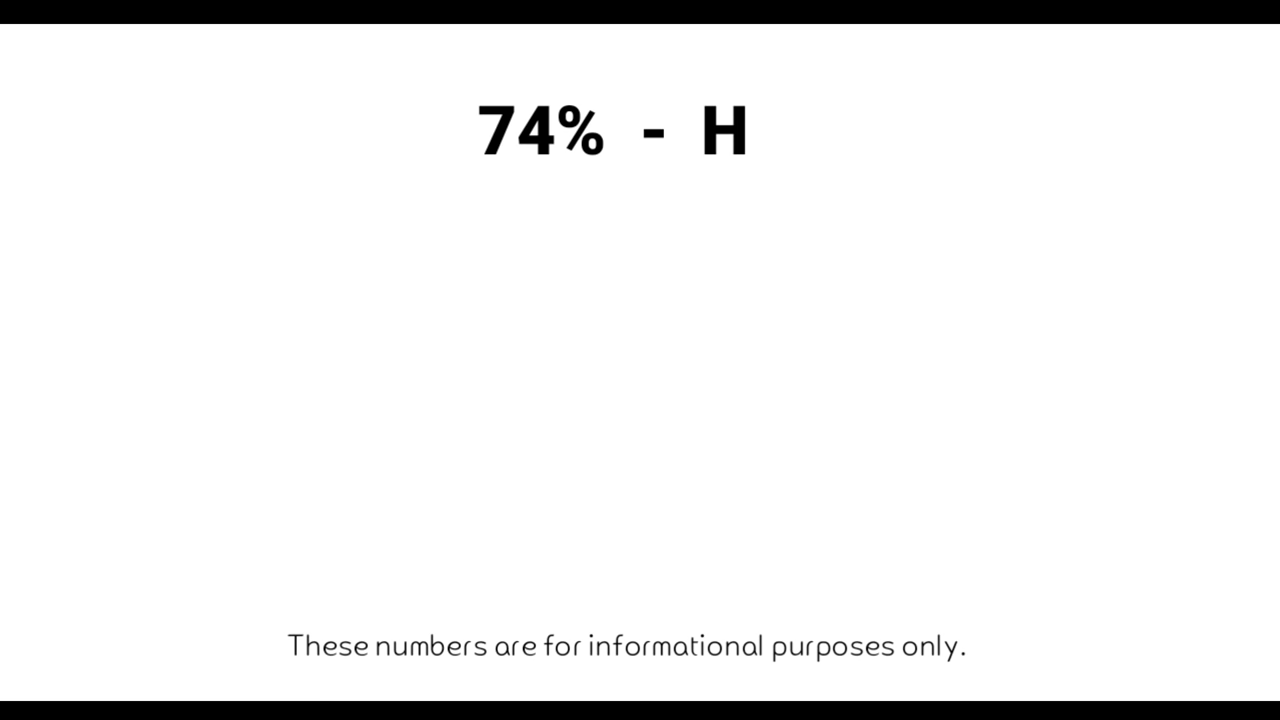 74% - H
These numbers are for informational purposes only.